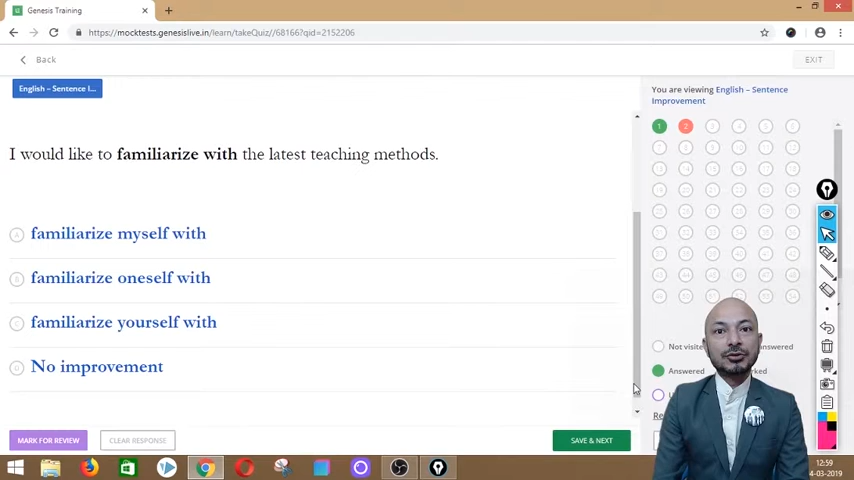 Genesis Training
https://mocktests.genesislive.in/learn/takeQuiz//68166?qid=2152206
Back
EXIT
English – Sentence I...
You are viewing English – Sentence Improvement
1 2
I would like to familiarize with the latest teaching methods.
A familiarize myself with
B familiarize oneself with
C familiarize yourself with
D No improvement
Not visite
answered
Answered
rked
MARK FOR REVIEW
CLEAR RESPONSE
SAVE & NEXT
12:59
4-03-2019